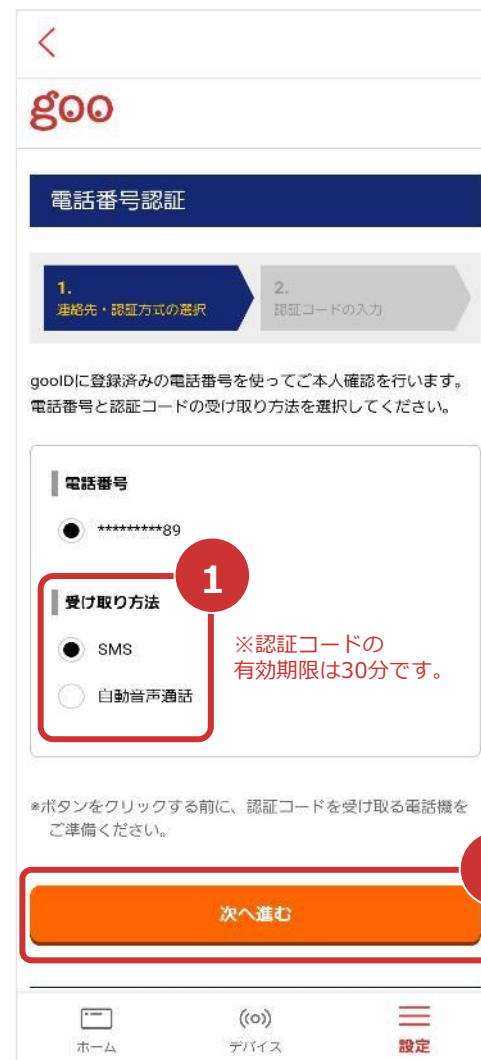 goo
電話番号認証
1.
連絡先・認証方式の選択
2.
認証コードの入力
gooIDに登録済みの電話番号を使ってご本人確認を行います。
電話番号と認証コードの受け取り方法を選択してください。
電話番号
*********89
1
受け取り方法
SMS
自動音声通話
※認証コードの
有効期限は30分です。
※ボタンをクリックする前に、認証コードを受け取る電話機を
ご準備ください。
次へ進む
ホーム
デバイス
設定